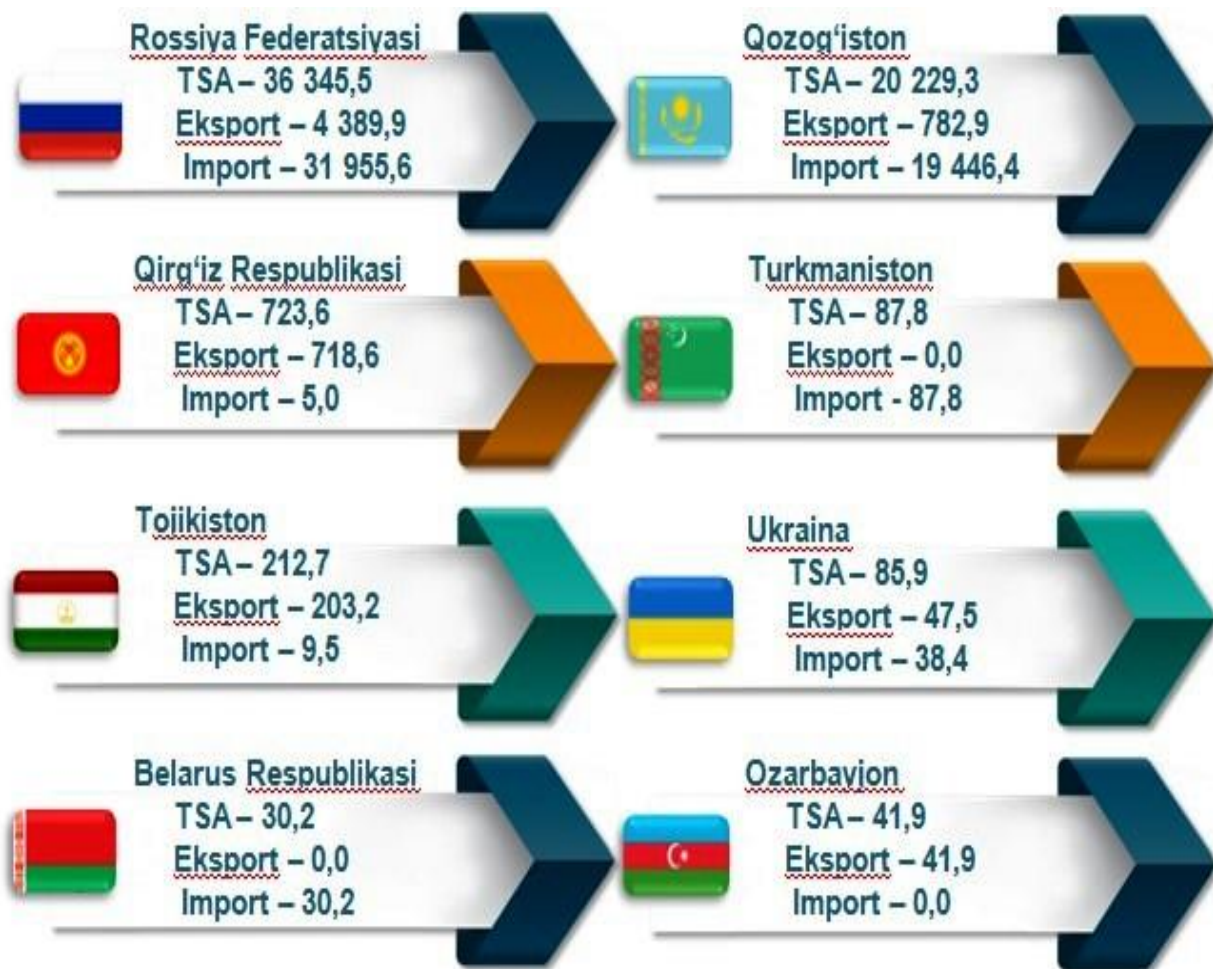 Rossiya Federatsiyasi
TSA – 36 345,5
Eksport – 4 389,9
Import – 31 955,6
Qozog‘iston
TSA – 20 229,3
Eksport – 782,9
Import – 19 446,4
Qirg‘iz Respublikasi
TSA – 723,6
Eksport – 718,6
Import – 5,0
Turkmaniston
TSA – 87,8
Eksport – 0,0
Import - 87,8
Tojikiston
TSA – 212,7
Eksport – 203,2
Import – 9,5
Ukraina
TSA – 85,9
Eksport – 47,5
Import – 38,4
Belarus Respublikasi
TSA – 30,2
Eksport – 0,0
Import – 30,2
Ozarbayjon
TSA – 41,9
Eksport – 41,9
Import – 0,0